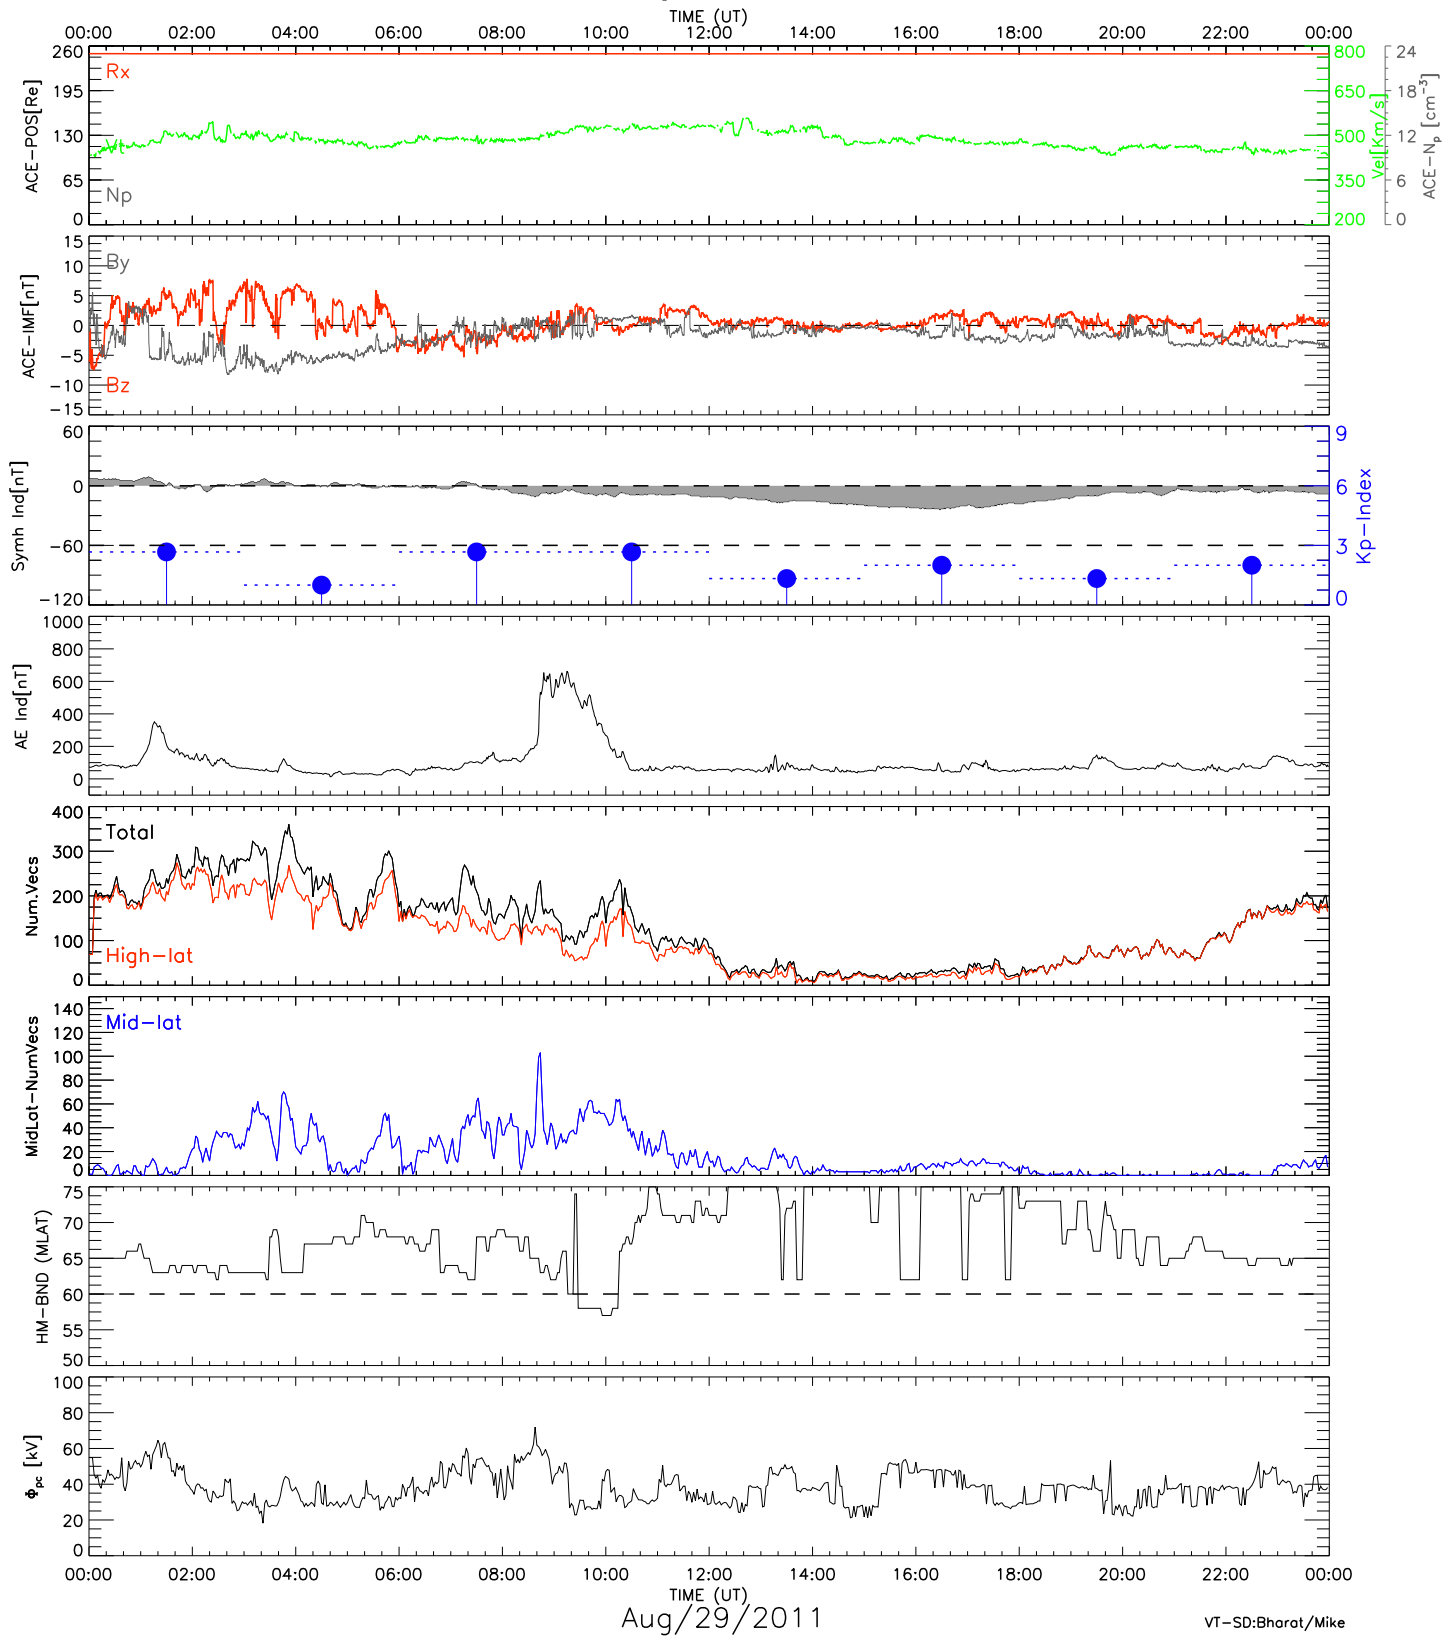 TIME (UT)
00:00 02:00 04:00 06:00 08:00 10:00 12:00 14:00 16:00 18:00 20:00 22:00 00:00
ACE-POS[Re]
260
195
130
65
0
Rx
Vt
Np
800
650
500
350
200
Vel[Km/s]
24
18
12
6
0
ACE-Np [cm-3]
ACE-IMF[nT]
15
10
5
0
-5
-10
-15
By
Bz
Symh Ind[nT]
60
0
-60
-120
9
6
3
0
Kp-Index
AE Ind[nT]
1000
800
600
400
200
0
Num.Vecs
400
300
200
100
0
Total
High-lat
MidLat-NumVecs
140
120
100
80
60
40
20
0
Mid-lat
HM-BND (MLAT)
75
70
65
60
55
50
Φpc [kV]
100
80
60
40
20
0
00:00 02:00 04:00 06:00 08:00 10:00 12:00 14:00 16:00 18:00 20:00 22:00 00:00
TIME (UT)
Aug/29/2011
VT-SD:Bharat/Mike